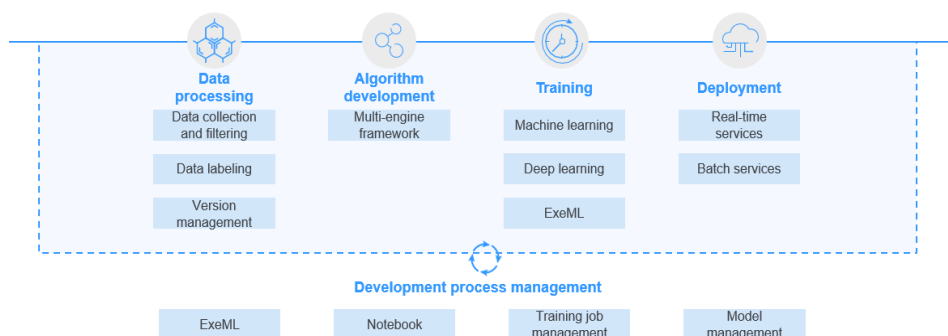 Data
processing
Algorithm
development
Training
Deployment
Data collection
and filtering
Multi-engine
framework
Machine learning
Real-time
services
Data labeling
Deep learning
Batch services
Version
management
ExeML
Development process management
ExeML
Notebook
Training job
management
Model
management